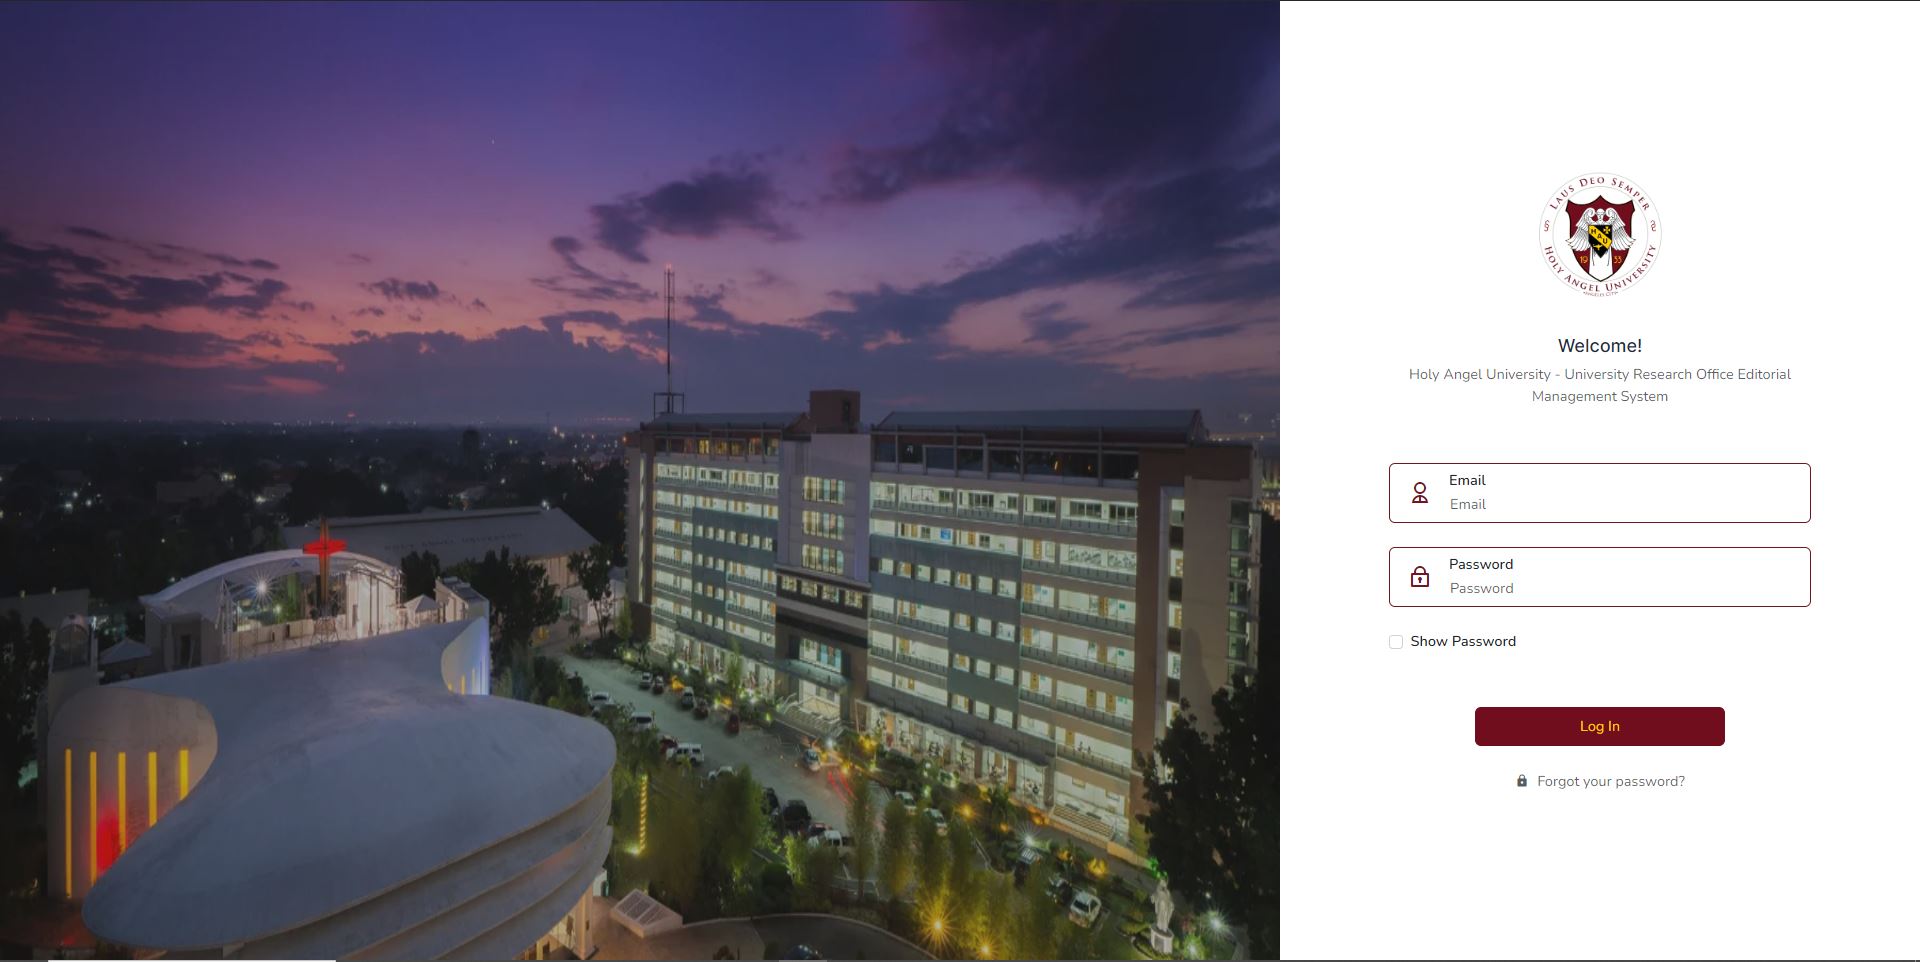 LAUS DEO SEMPER
HAU
19 33
HOLY ANGEL UNIVERSITY
Welcome!
Holy Angel University - University Research Office Editorial
Management System
Email
Email
Password
Password
Show Password
Log In
Forgot your password?